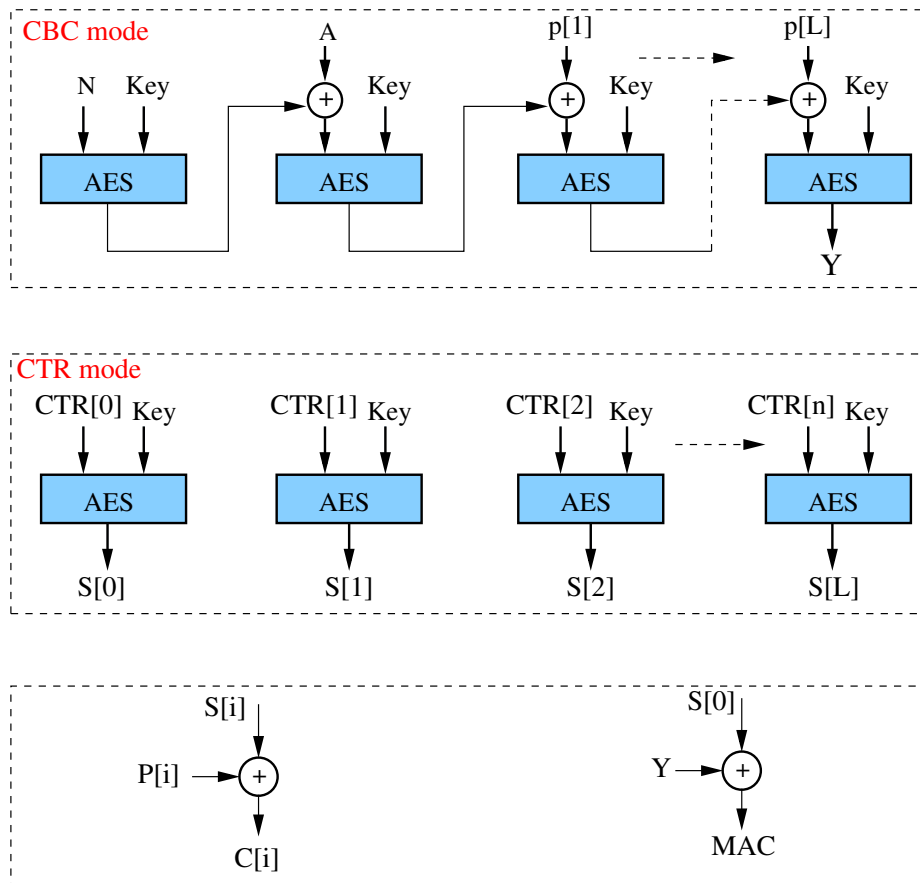 CBC mode
A
p[1]
p[L]
N
Key
+
Key
+
Key
+
Key
AES
AES
AES
AES
Y
CTR mode
CTR[0]
Key
CTR[1]
Key
CTR[2]
Key
CTR[n]
Key
AES
AES
AES
AES
S[0]
S[1]
S[2]
S[L]
S[i]
S[0]
P[i]
+
Y
+
C[i]
MAC